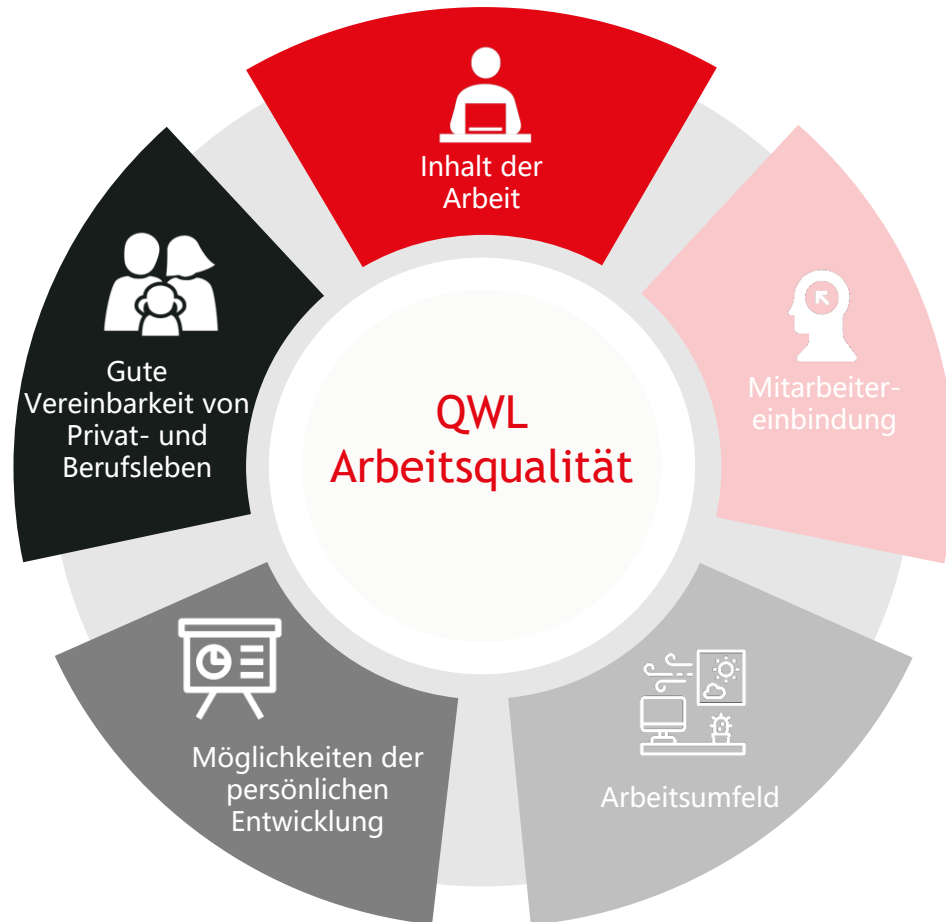 Inhalt der
Arbeit
Mitarbeiter-
einbindung
Arbeitsumfeld
Möglichkeiten der
persönlichen
Entwicklung
Gute
Vereinbarkeit von
Privat- und
Berufsleben
QWL
Arbeitsqualität